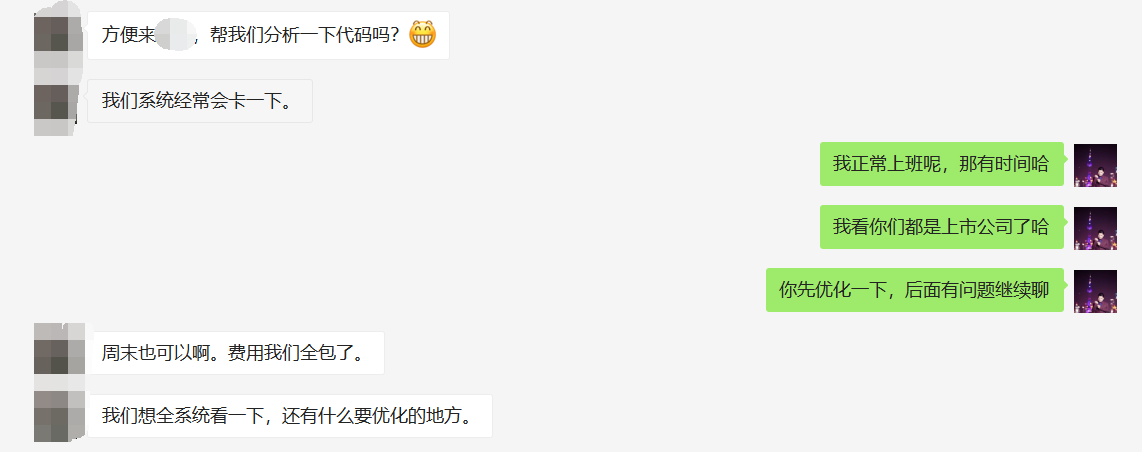 方便来，帮我们分析一下代码吗？
我们系统经常会卡一下。
我正常上班呢，那有时间哈
我看你们都是上市公司了哈
你先优化一下，后面有问题继续聊
周末也可以啊。费用我们全包了。
我们想全系统看一下，还有什么要优化的地方。